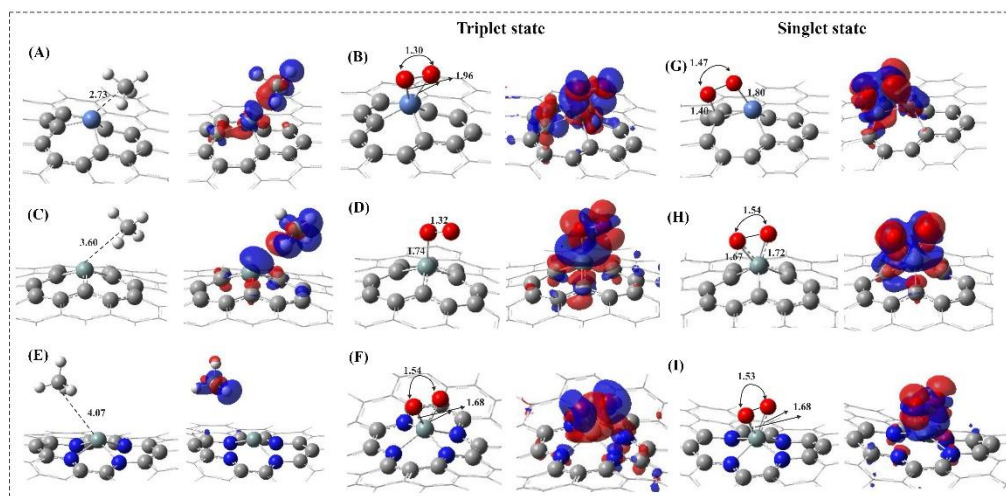 Triplet state
Singlet state
(A)
2.73
(B)
1.30
1.96
(G)
1.47
1.80
1.40
(C)
3.60
(D)
1.32
1.74
(H)
1.54
1.67
1.72
(E)
4.07
(F)
1.54
1.68
(I)
1.53
1.68